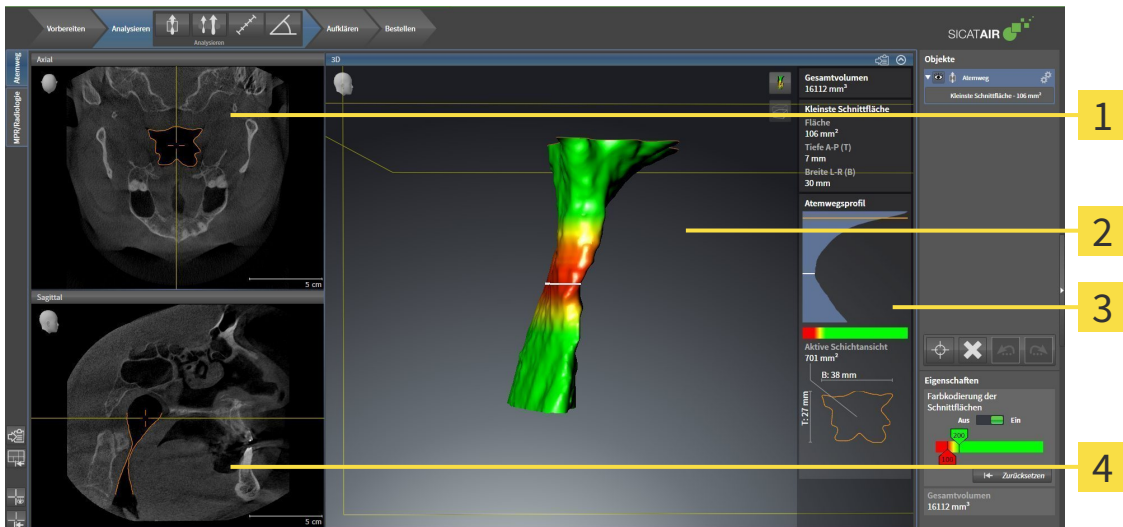 Vorbereiten
Analysieren
Analysieren
Aufklären
Bestellen
SICATAIR
Atemweg
MPR/Radiologie
Axial
5 cm
Sagittal
5 cm
3D
Gesamtvolumen
16112 mm³
Kleinste Schnittfläche
Fläche
106 mm²
Tiefe A-P (T)
7 mm
Breite L-R (B)
30 mm
Atemwegsprofil
Aktive Schichtansicht
701 mm²
B: 38 mm
T: 27 mm
Objekte
Atemweg
Kleinste Schnittfläche - 106 mm²
Eigenschaften
Farbkodierung der
Schnittflächen
Aus Ein
200
100
Zurücksetzen
Gesamtvolumen
16112 mm³
1
2
3
4